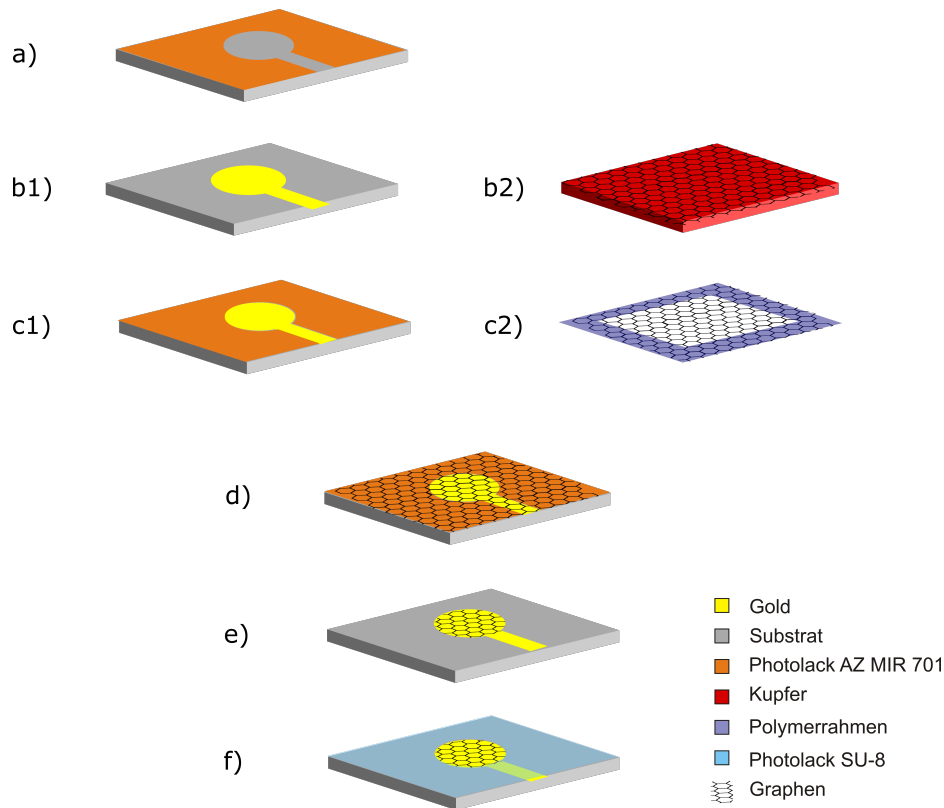 a)
b1)
b2)
c1)
c2)
d)
e)
f)
Gold
Substrat
Photolack AZ MIR 701
Kupfer
Polymerrahmen
Photolack SU-8
Graphen